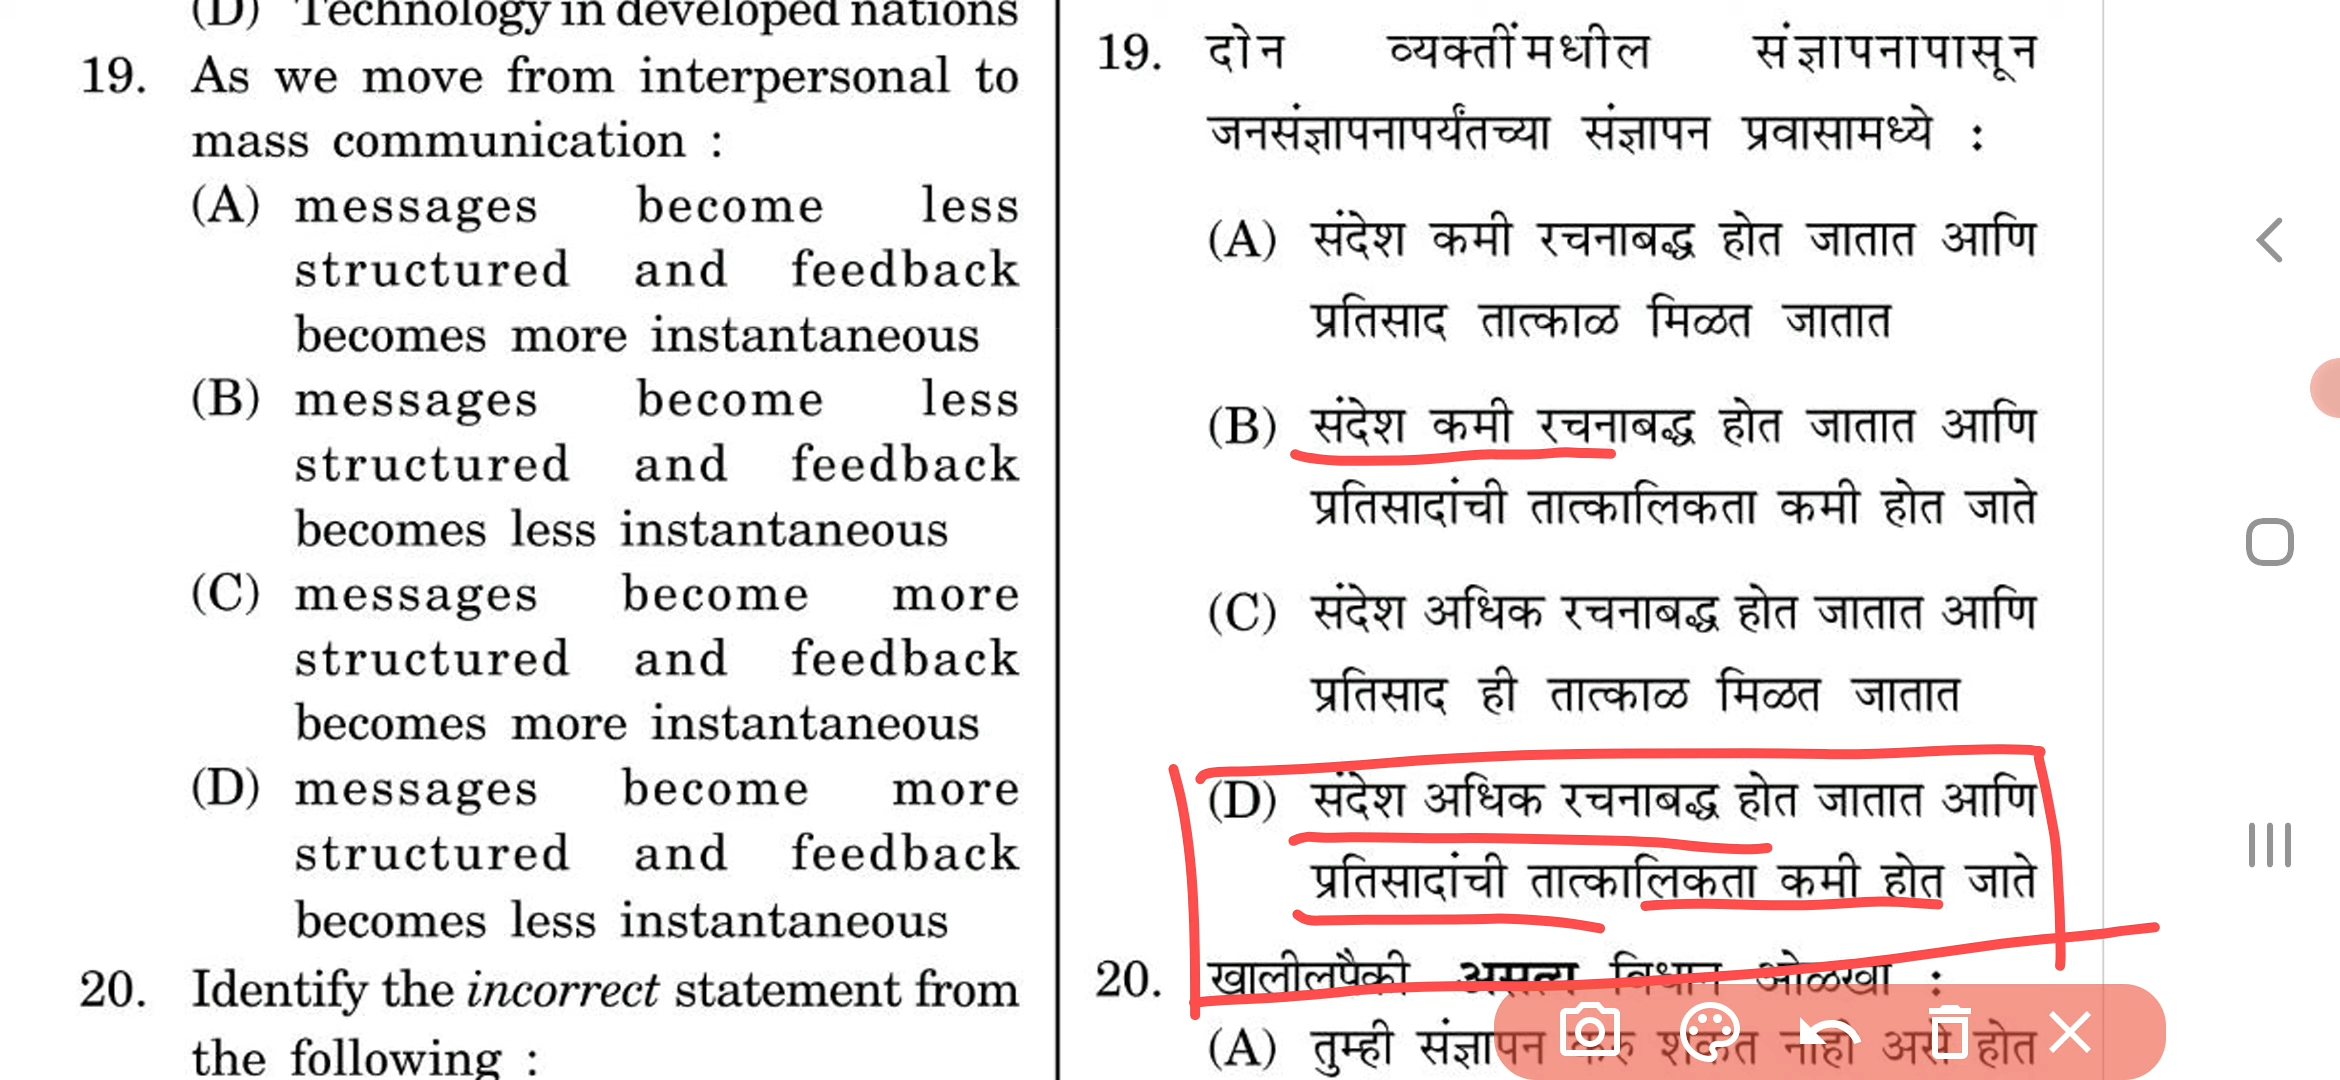 (D) Technology in developed nations
19. As we move from interpersonal to
mass communication :
(A) messages become less
structured and feedback
becomes more instantaneous
(B) messages become less
structured and feedback
becomes less instantaneous
(C) messages become more
structured and feedback
becomes more instantaneous
(D) messages become more
structured and feedback
becomes less instantaneous
20. Identify the incorrect statement from
the following :
19. दोन व्यक्तींमधील संज्ञापनापासून
जनसंज्ञापनापर्यंतच्या संज्ञापन प्रवासामध्ये :
(A) संदेश कमी रचनाबद्ध होत जातात आणि
प्रतिसाद तात्काळ मिळत जातात
(B) संदेश कमी रचनाबद्ध होत जातात आणि
प्रतिसादांची तात्कालिकता कमी होत जाते
(C) संदेश अधिक रचनाबद्ध होत जातात आणि
प्रतिसाद ही तात्काळ मिळत जातात
(D) संदेश अधिक रचनाबद्ध होत जातात आणि
प्रतिसादांची तात्कालिकता कमी होत जाते
20. खालीलपैकी असत्य विधान ओळखा :
(A) तुम्ही संज्ञापन करू शकत नाही असे होत